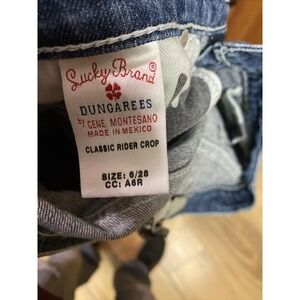 Lucky Brand®
DUNGAREES
by GENE MONTESANO
MADE IN MEXICO
CLASSIC RIDER CROP
SIZE: 6/28
CC: A6R